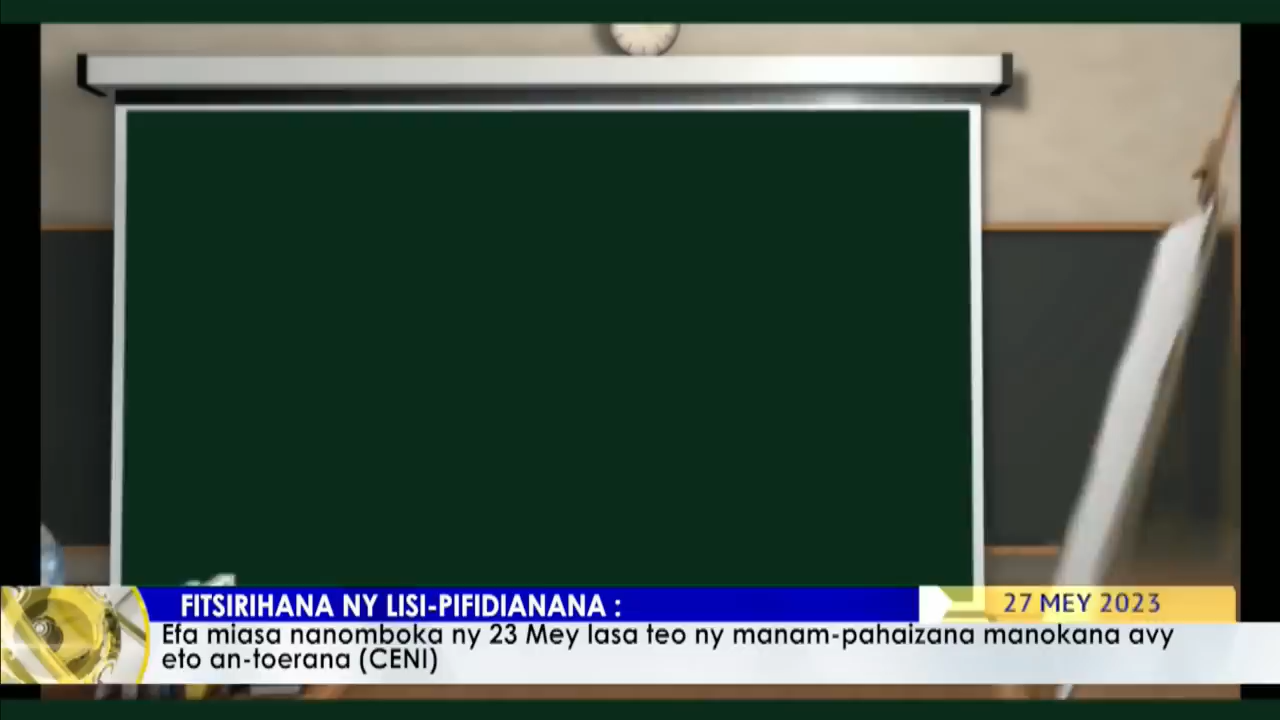 FITSIRIHANA NY LISI-PIFIDIANANA :
27 MEY 2023
Efa miasa nanomboka ny 23 Mey lasa teo ny manam-pahaizana manokana avy
eto an-toerana (CENI)